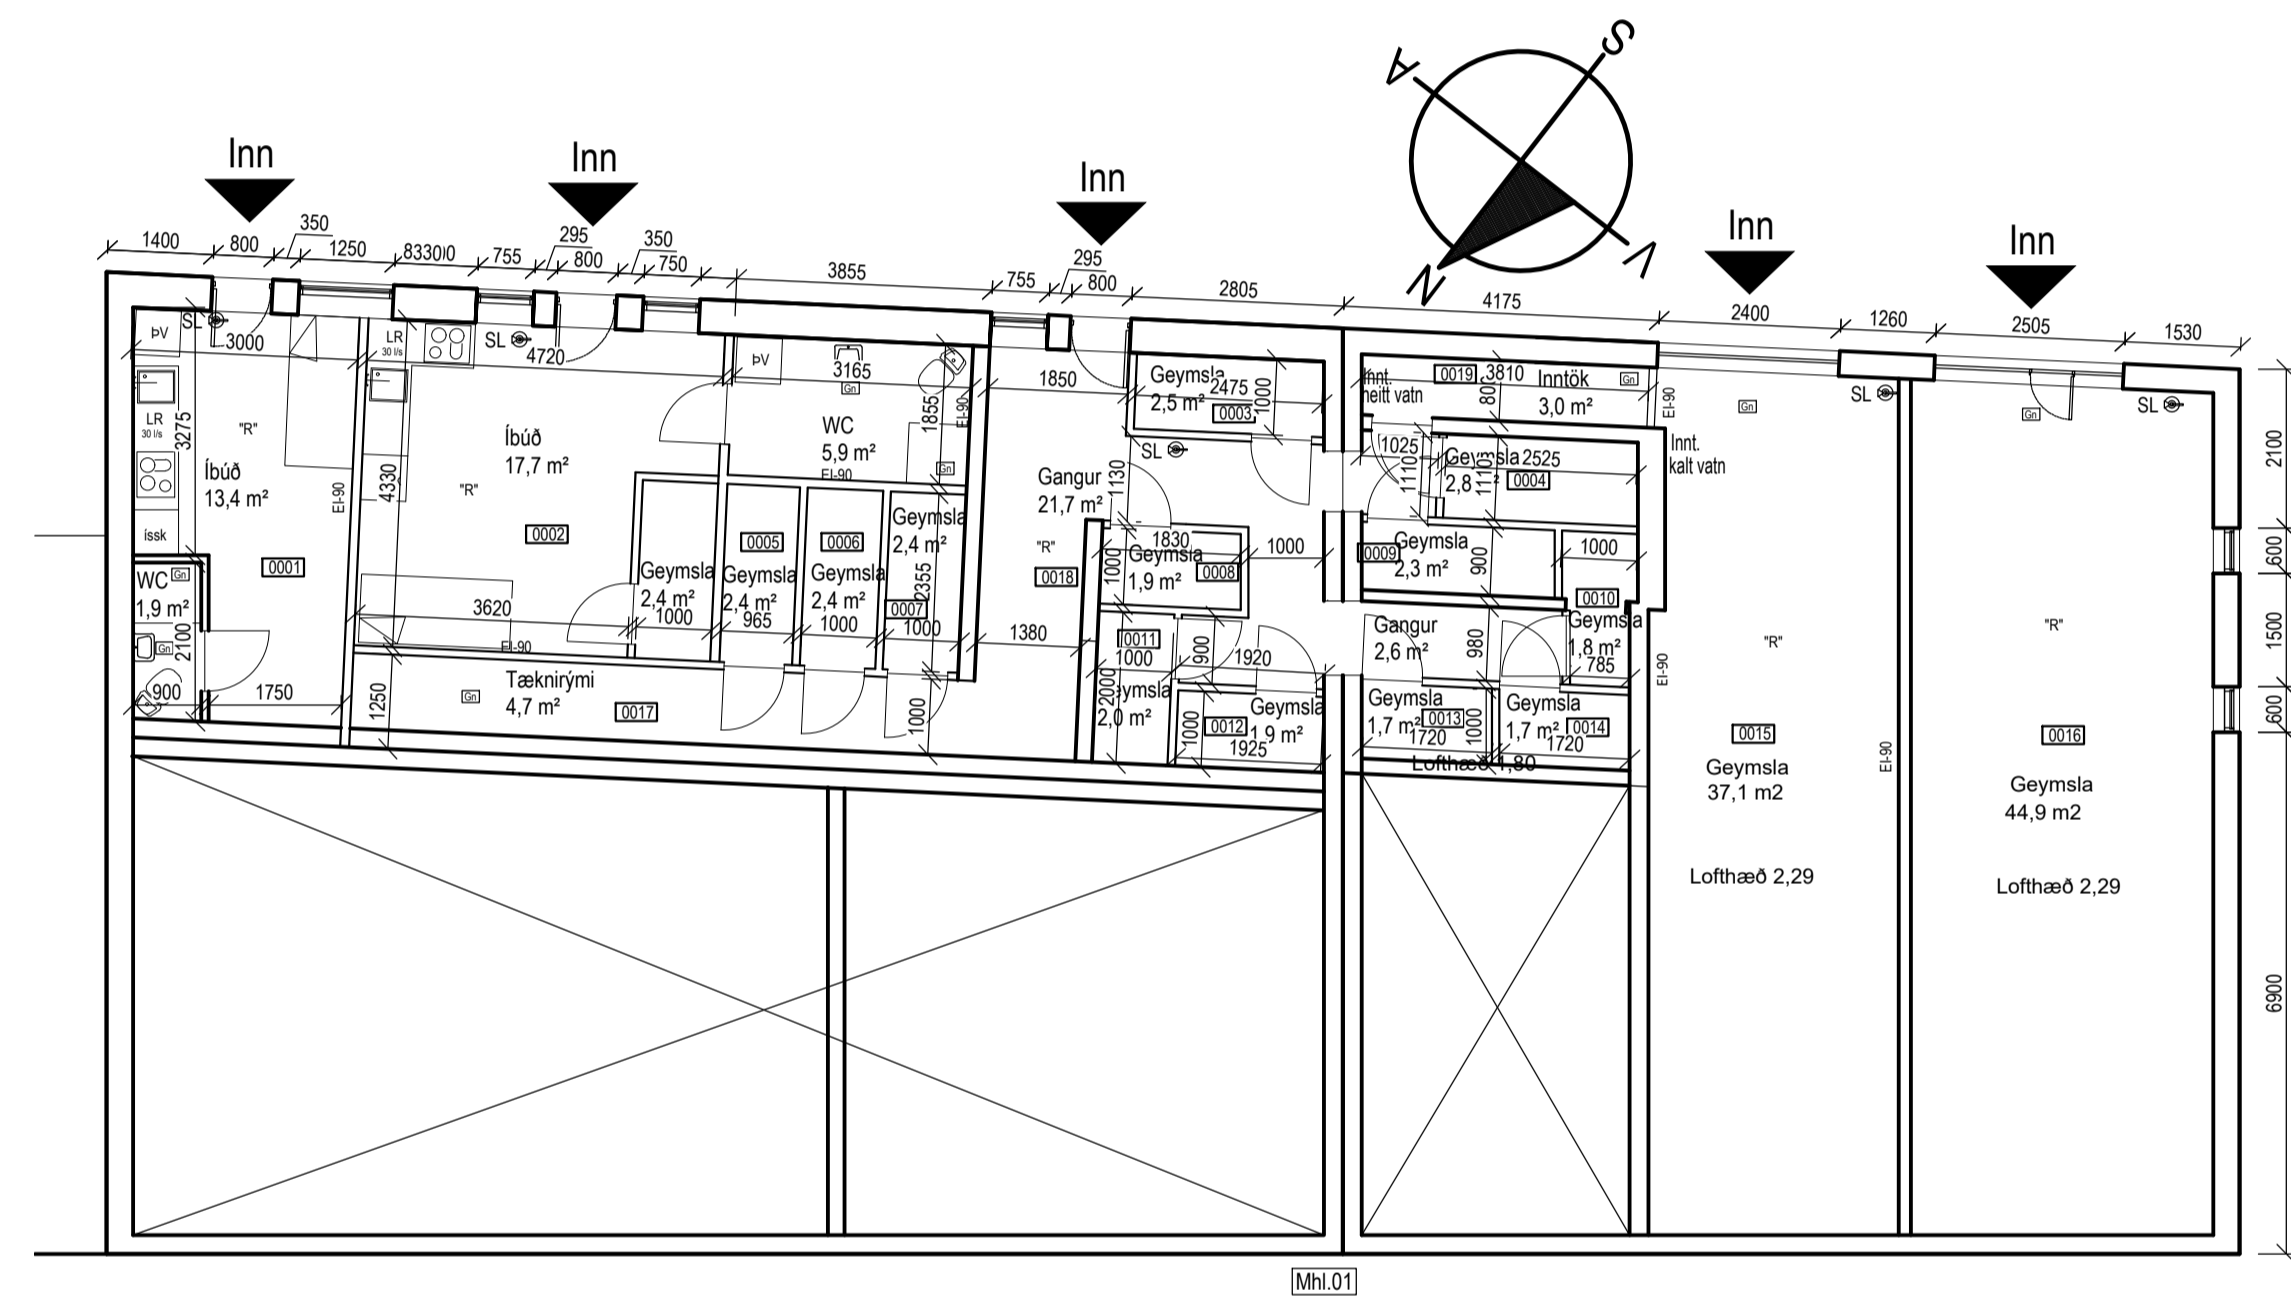 S
A
V
N
Inn
Inn
Inn
Inn
Inn
1400
800
350
1250
755
295
800
350
750
3855
755
295
800
2805
4175
2400
1260
2505
1530
ÞV
SL
3000
LR
30 l/s
3275
"R"
Íbúð
13,4 m²
EI-90
íssk
0001
WC
Gn
1,9 m²
Gn
2100
900
1750
LR
30 l/s
SL
4720
Íbúð
17,7 m²
4330
"R"
0002
3620
EI-90
ÞV
3165
Gn
1855
EI-90
WC
5,9 m²
EI-90
Gn
Geymsla
2,4 m²
1000
0005
Geymsla
2,4 m²
965
0006
Geymsla
2,4 m²
1000
Geymsla
2,4 m²
2355
0007
1000
Tæknirými
4,7 m²
Gn
0017
1250
1000
1850
Gangur
21,7 m²
"R"
0018
1380
Geymsla
2,5 m²
2475
0003
1000
SL
1130
1830
Geymsla
1,9 m²
0008
1000
1000
0011
1000
2000
2,0 m²
900
1920
Geymsla
0012
1,9 m²
1000
1925
Innt.
heitt vatn
0019
3810
Inntök
3,0 m²
Gn
EI-90
Innt.
kalt vatn
1025
1110
Geymsla
2525
1110
0004
0009
Geymsla
2,3 m²
900
1000
0010
Geymsla
1,8 m²
785
Gangur
2,6 m²
980
Geymsla
1,7 m²
0013
1720
1000
Geymsla
1,7 m²
0014
1720
Lofthæð 1,80
EI-90
Gn
SL
"R"
0015
Geymsla
37,1 m2
Lofthæð 2,29
EI-90
Gn
SL
"R"
0016
Geymsla
44,9 m2
Lofthæð 2,29
2100
600
1500
600
6900
Mhl.01